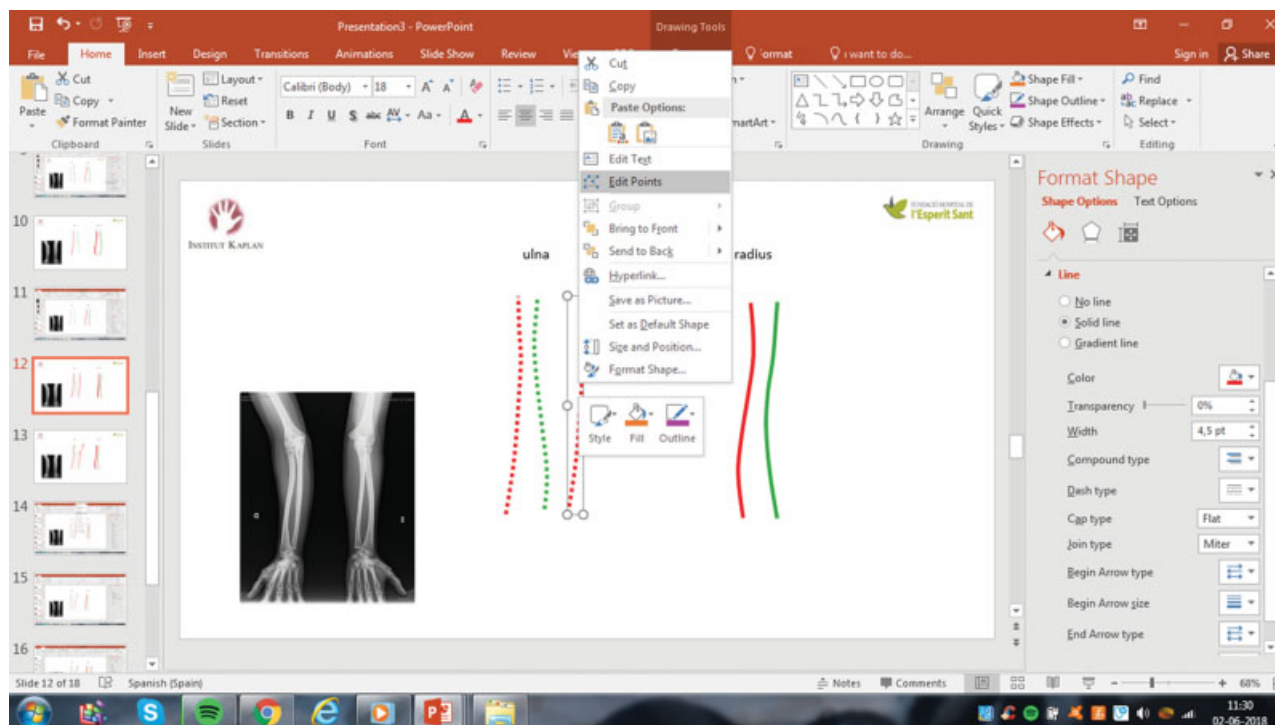 Presentation3 - PowerPoint
Drawing Tools
File Home Insert Design Transitions Animations Slide Show Review Vie
'ormat
want to do...
Sign in
Share
Paste
Cut
Copy
Format Painter
Clipboard
New
Slide
Layout
Reset
Section
Slides
Calibri (Body)
18
A A
B I U S abc AV Aa A
Font
martArt
Arrange
Quick
Styles
Drawing
Shape Fill
Shape Outline
Shape Effects
Find
Replace
Select
Editing
Cut
Copy
Paste Options:
Edit Text
Edit Points
Group
Bring to Front
Send to Back
Hyperlink...
Save as Picture...
Set as Default Shape
Size and Position...
Format Shape...
Style Fill Outline
10
11
12
13
14
15
16
INSTITUT KAPLAN
l'Esperit Sant
ulna
radius
Format Shape
Shape Options Text Options
Line
No line
Solid line
Gradient line
Color
Transparency 0%
Width 4,5 pt
Compound type
Dash type
Cap type Flat
Join type Miter
Begin Arrow type
Begin Arrow size
End Arrow type
Slide 12 of 18 Spanish (Spain)
Notes Comments
68%
11:30
02-06-2018